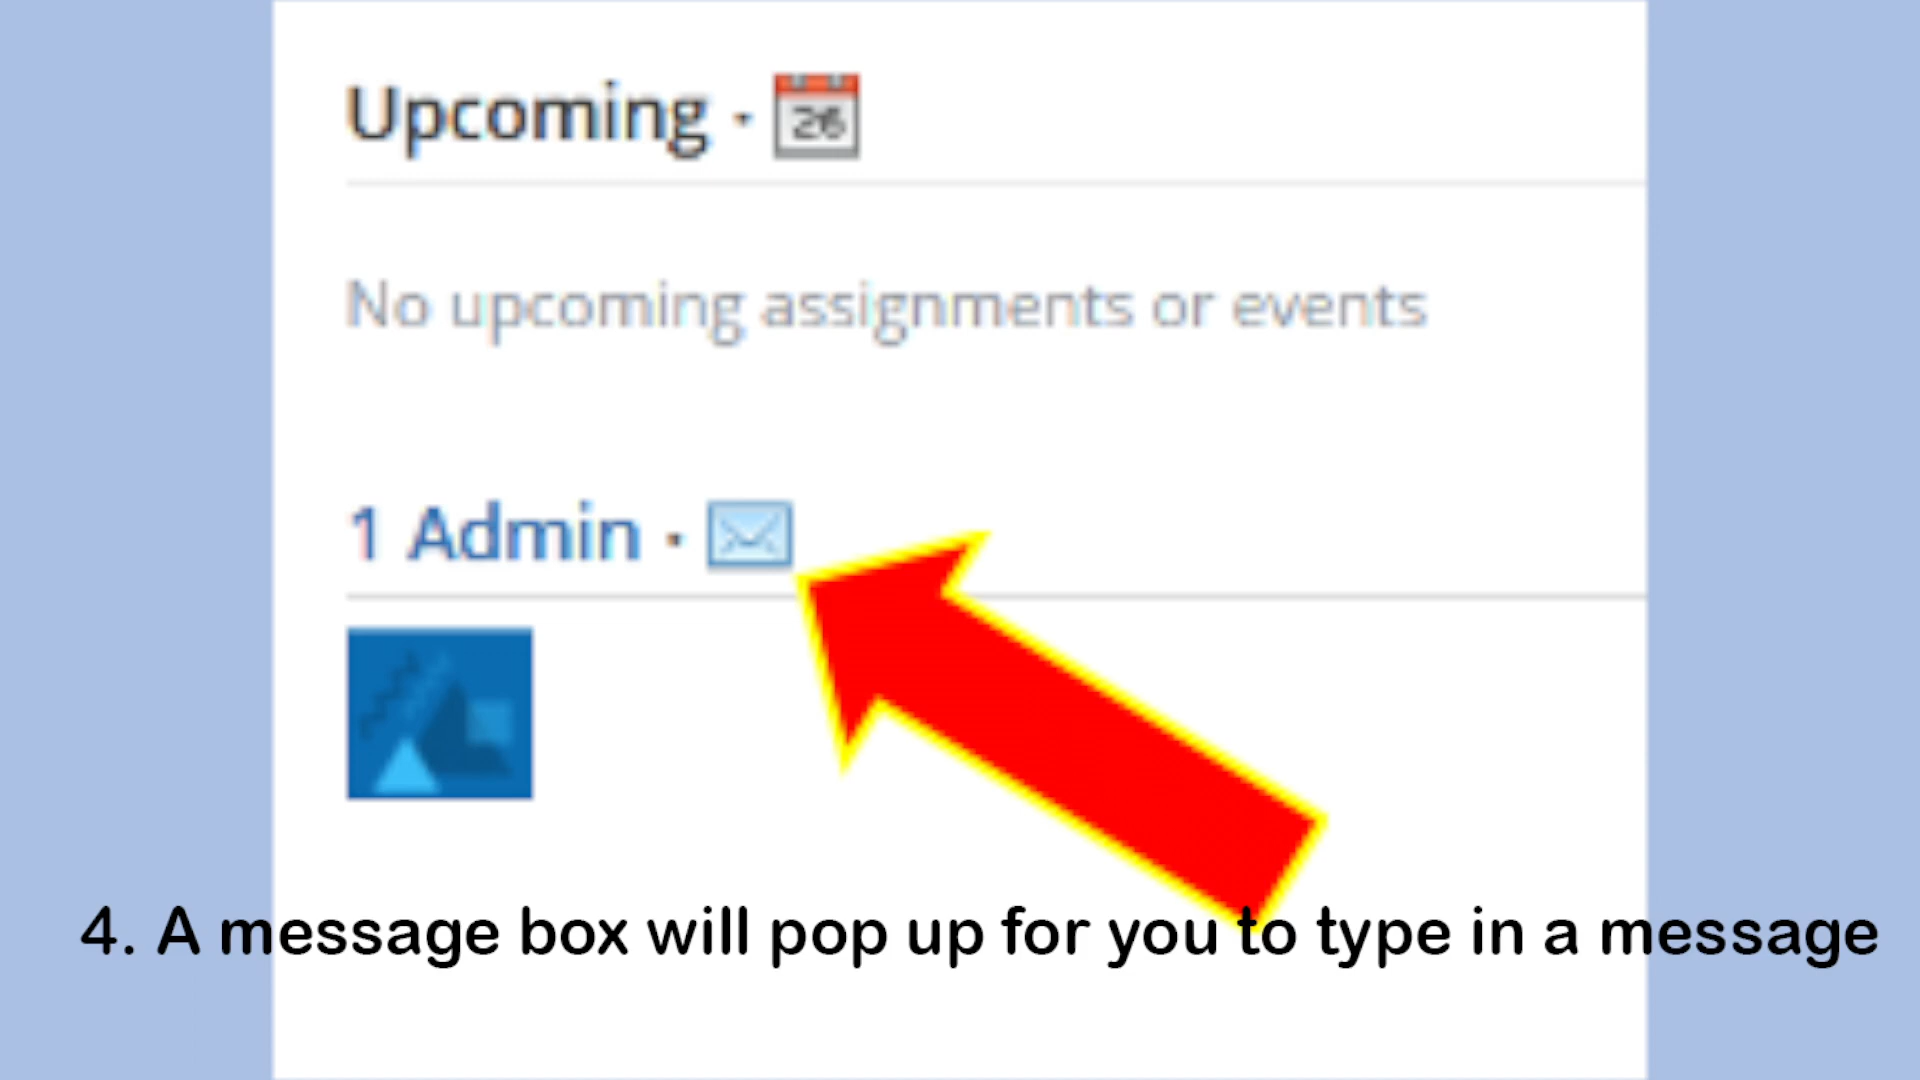 Upcoming · 26
No upcoming assignments or events
1 Admin ·
4. A message box will pop up for you to type in a message